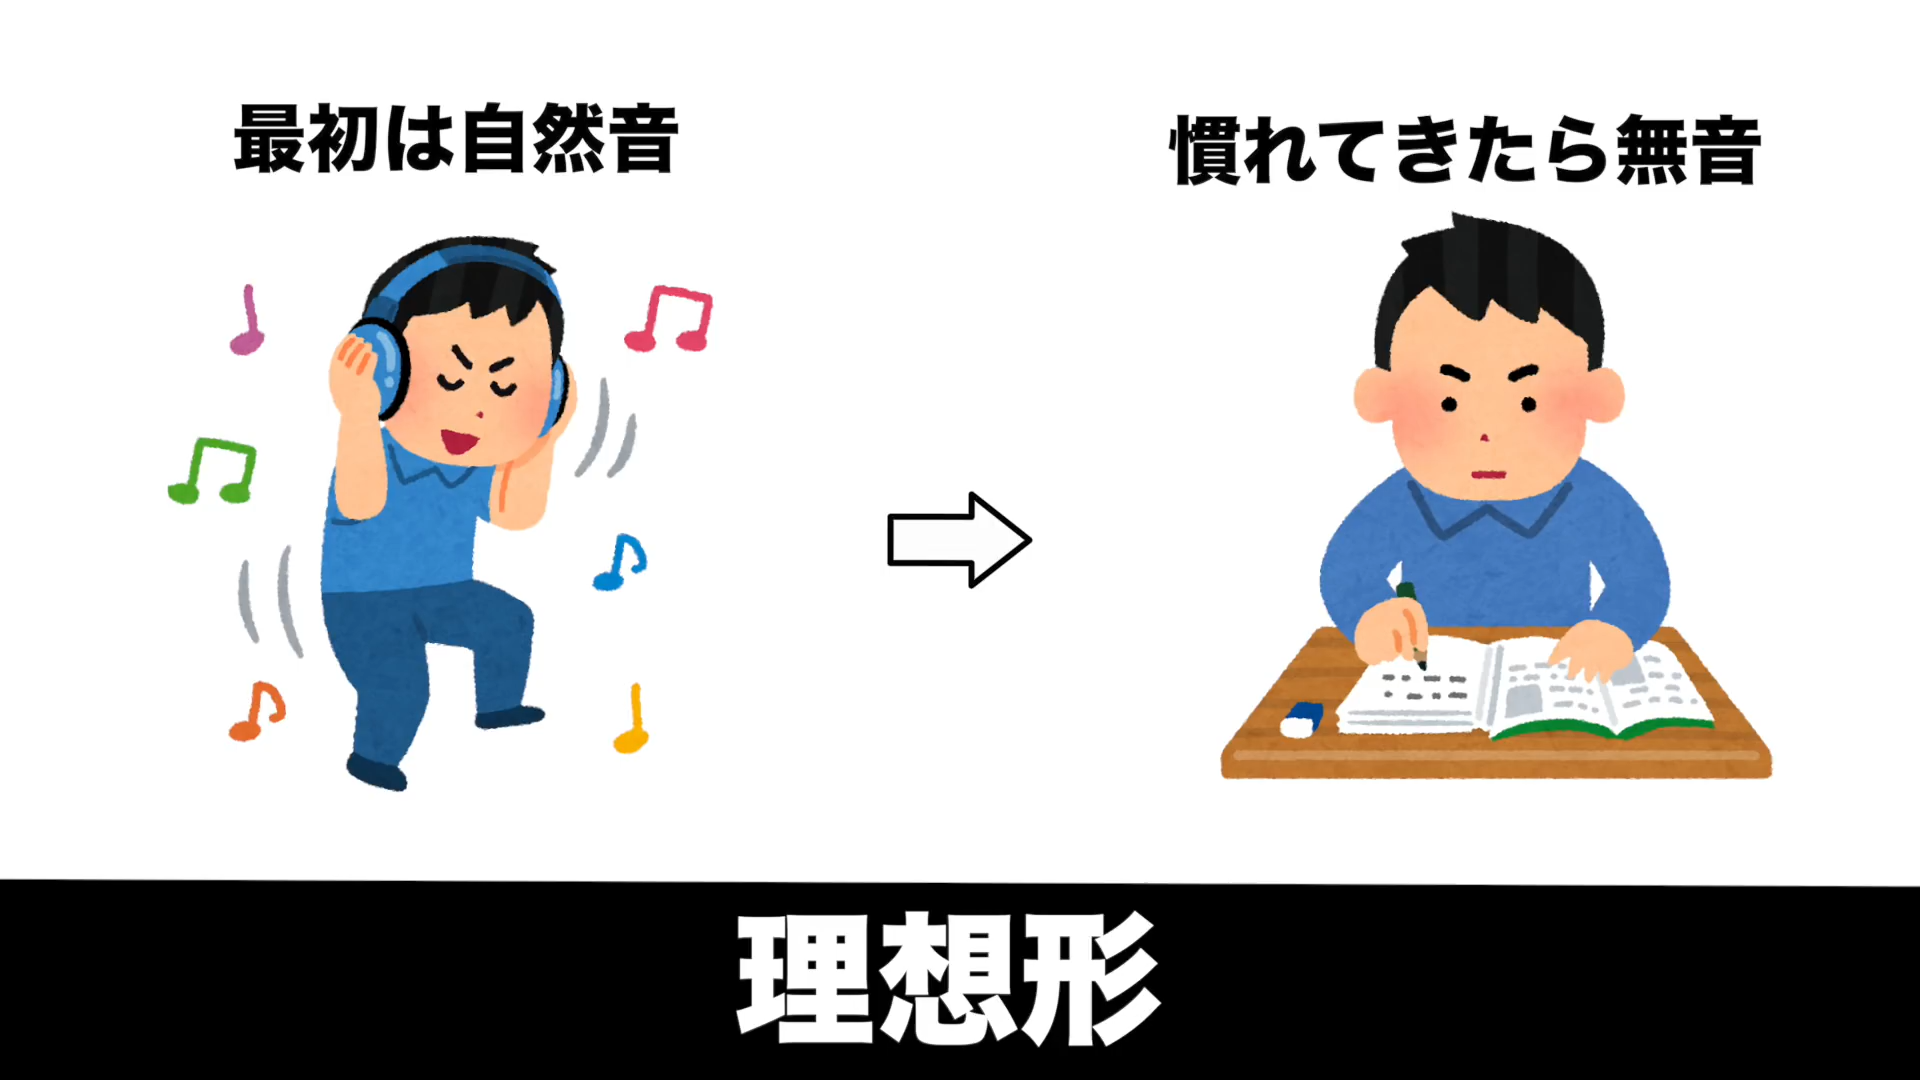 最初は自然音
慣れてきたら無音
理想形